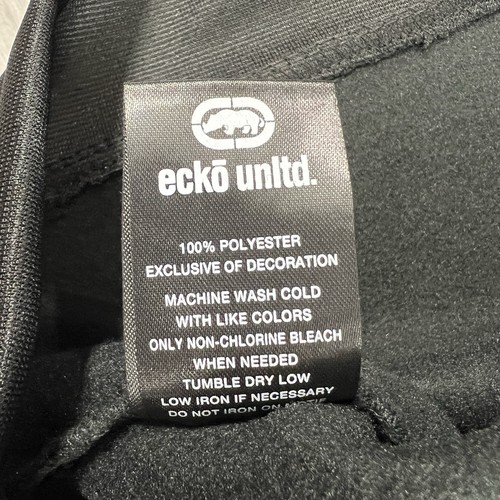 eckō unltd.
100% POLYESTER
EXCLUSIVE OF DECORATION
MACHINE WASH COLD
WITH LIKE COLORS
ONLY NON-CHLORINE BLEACH
WHEN NEEDED
TUMBLE DRY LOW
LOW IRON IF NECESSARY
DO NOT IRON ON MOTIF